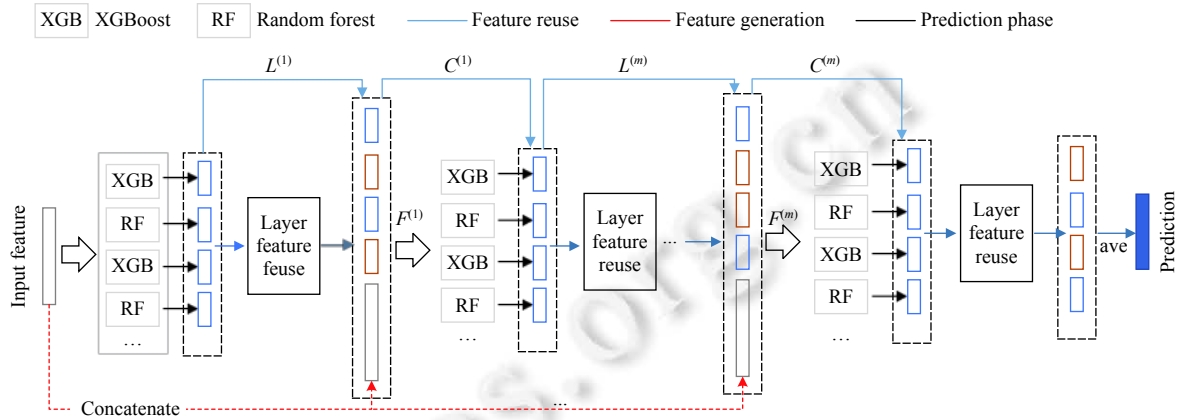 XGB XGBoost RF Random forest Feature reuse Feature generation Prediction phase
L(1) C(1) L(m) C(m)
Input feature
XGB
RF
XGB
RF
...
Layer
feature
feuse
F(1)
XGB
RF
XGB
RF
...
Layer
feature
reuse
...
F(m)
XGB
RF
XGB
RF
...
Layer
feature
reuse
ave
Prediction
Concatenate
...
s.org.cn